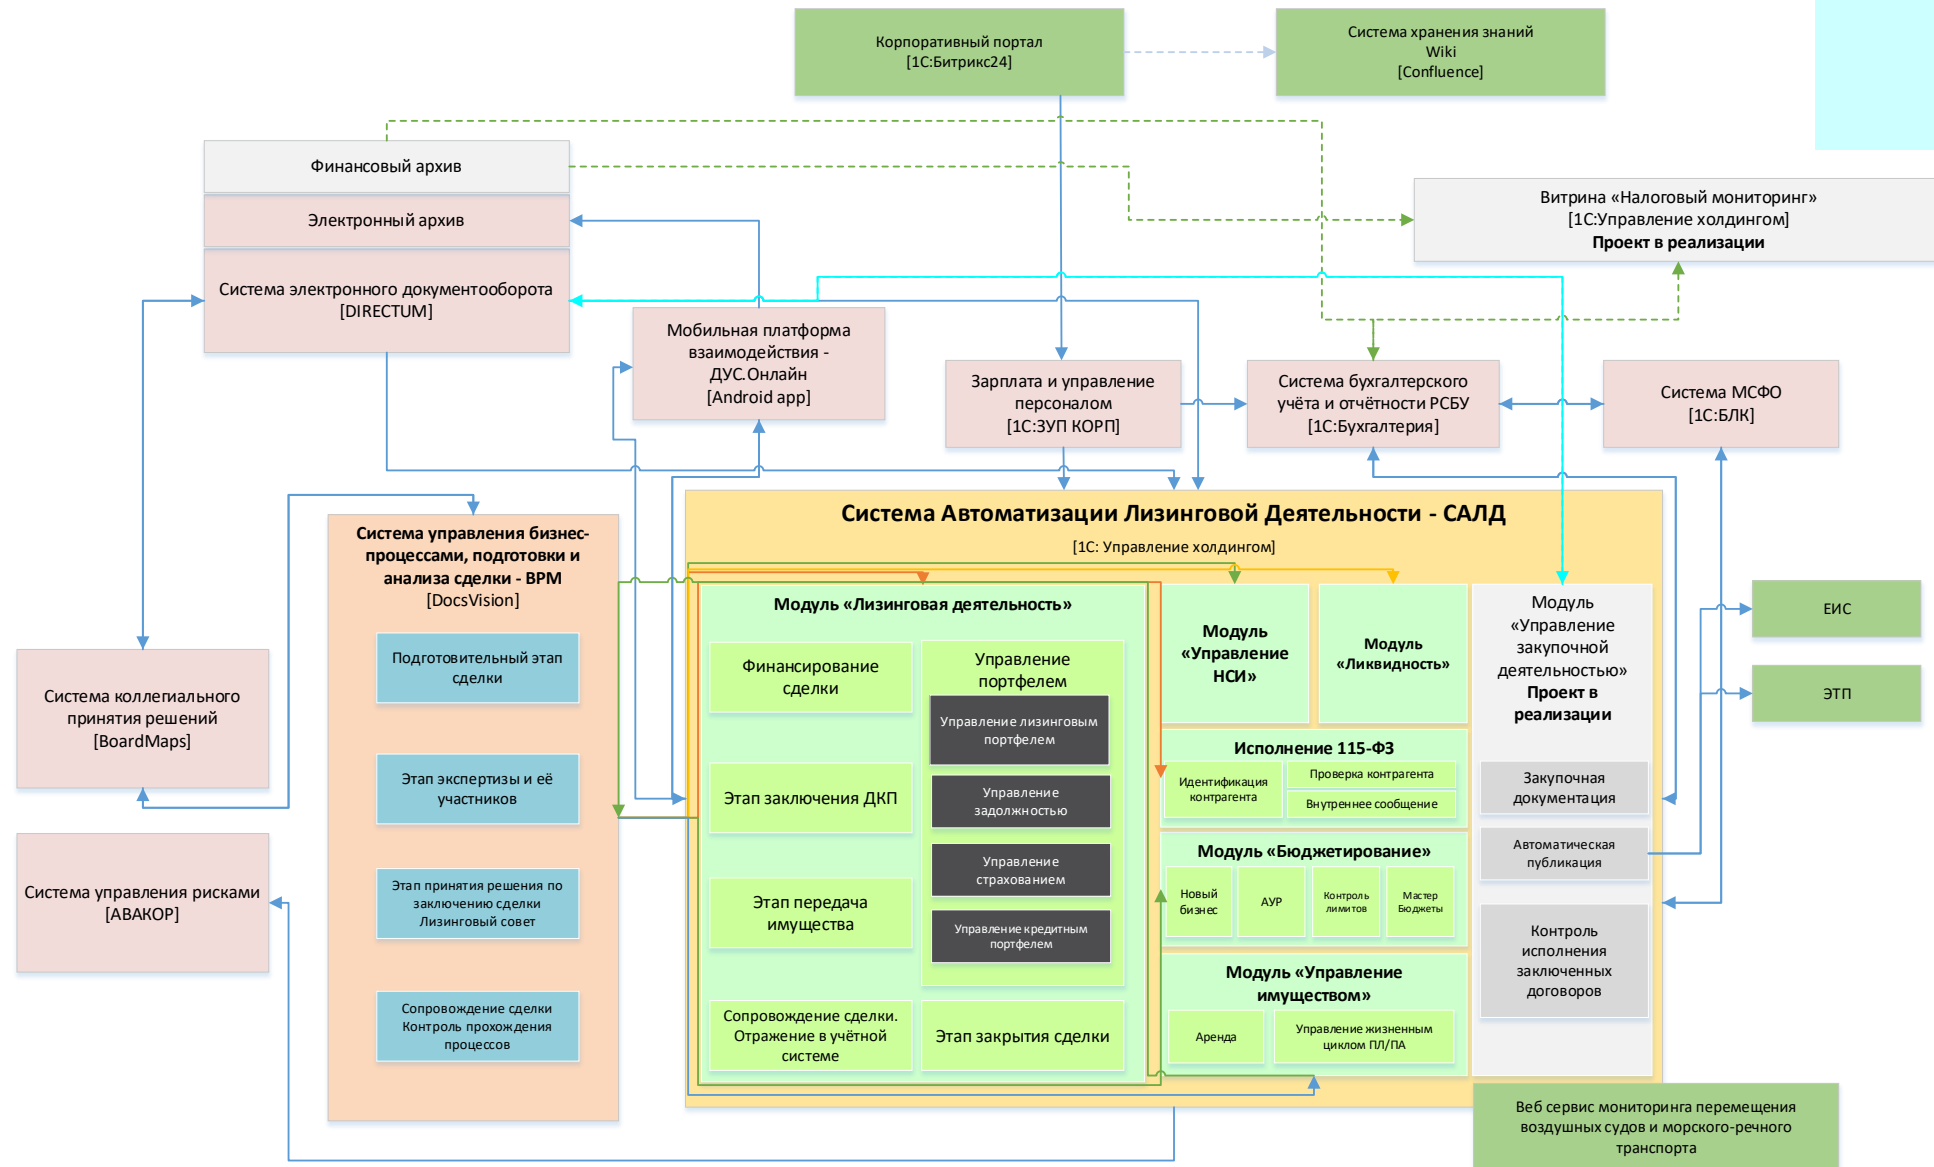 Корпоративный портал
[1С:Битрикс24]
Система хранения знаний
Wiki
[Confluence]
Финансовый архив
Электронный архив
Система электронного документооборота
[DIRECTUM]
Витрина «Налоговый мониторинг»
[1С:Управление холдингом]
Проект в реализации
Мобильная платформа
взаимодействия -
ДУС.Онлайн
[Android app]
Зарплата и управление
персоналом
[1С:ЗУП КОРП]
Система бухгалтерского
учёта и отчётности РСБУ
[1С:Бухгалтерия]
Система МСФО
[1С:БЛК]
Система управления бизнес-
процессами, подготовки и
анализа сделки - BPM
[DocsVision]
Подготовительный этап
сделки
Этап экспертизы и её
участников
Этап принятия решения по
заключению сделки
Лизинговый совет
Сопровождение сделки
Контроль прохождения
процессов
Система коллегиального
принятия решений
[BoardMaps]
Система управления рисками
[АВАКОР]
Система Автоматизации Лизинговой Деятельности - САЛД
[1С: Управление холдингом]
Модуль «Лизинговая деятельность»
Финансирование
сделки
Этап заключения ДКП
Этап передача
имущества
Сопровождение сделки.
Отражение в учётной
системе
Управление
портфелем
Управление лизинговым
портфелем
Управление
задолжностью
Управление
страхованием
Управление кредитным
портфелем
Этап закрытия сделки
Модуль
«Управление
НСИ»
Модуль
«Ликвидность»
Исполнение 115-ФЗ
Идентификация
контрагента
Проверка контрагента
Внутреннее сообщение
Модуль «Бюджетирование»
Новый
бизнес
АУР
Контроль
лимитов
Мастер
Бюджеты
Модуль «Управление
имуществом»
Аренда
Управление жизненным
циклом ПЛ/ПА
Модуль
«Управление
закупочной
деятельностью»
Проект в
реализации
Закупочная
документация
Автоматическая
публикация
Контроль
исполнения
заключенных
договоров
ЕИС
ЭТП
Веб сервис мониторинга перемещения
воздушных судов и морского-речного
транспорта